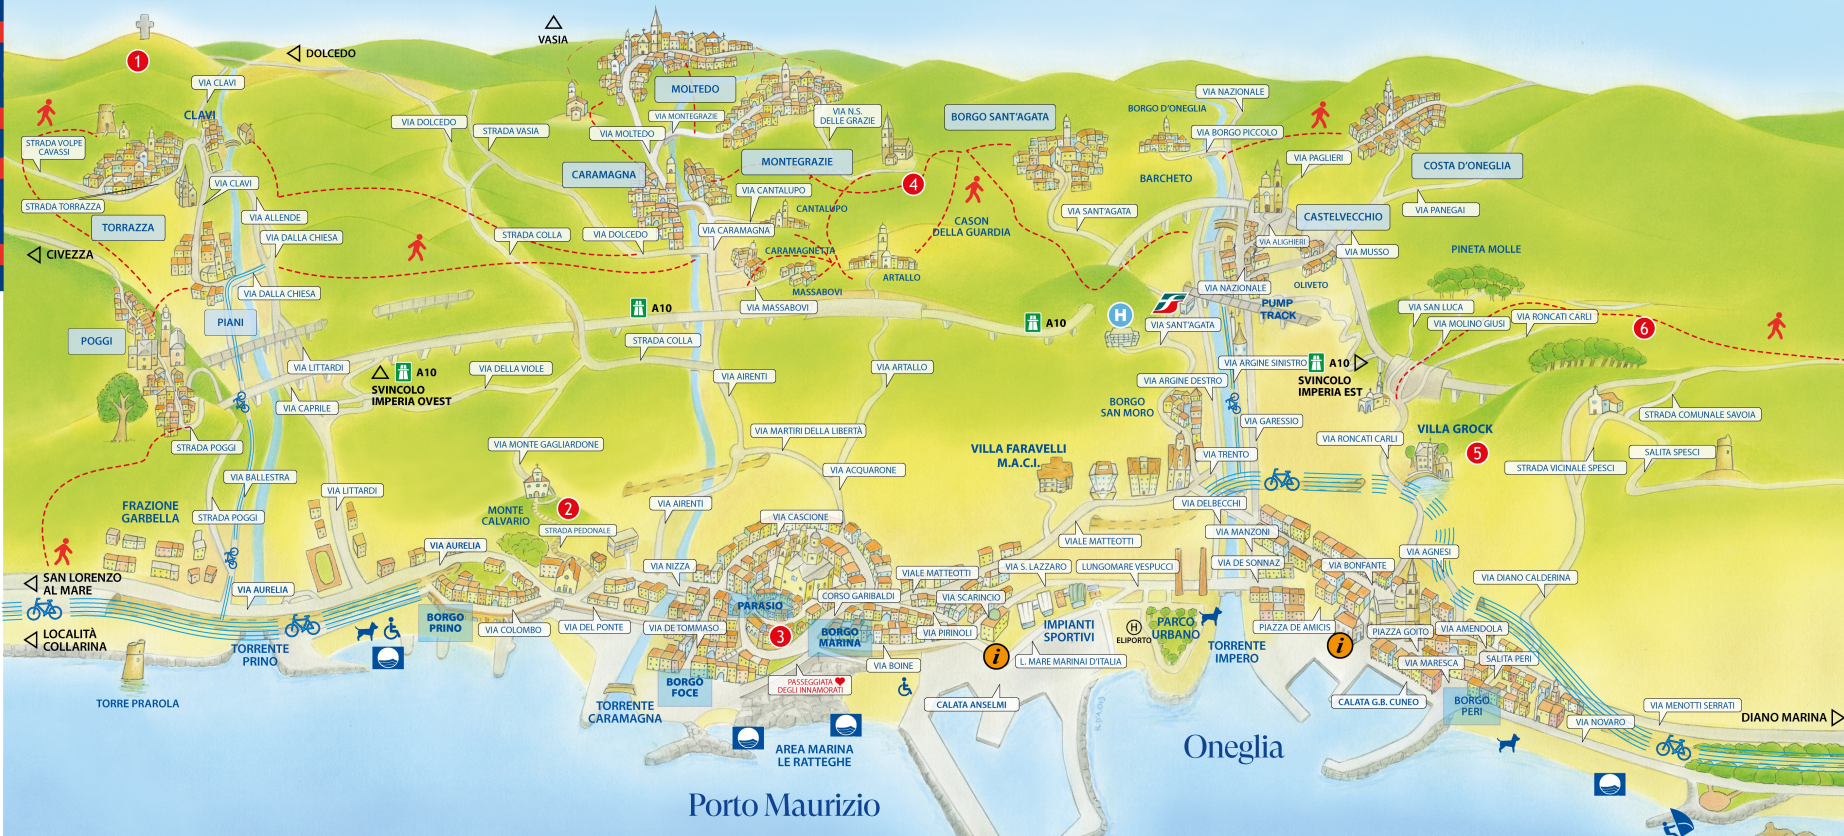 VASIA
DOLCEDO
1
VIA CLAVI
CLAVI
MOLTEDO
VIA NAZIONALE
BORGO D'ONEGLIA
VIA MONTEGRAZIE
VIA N.S.
DELLE GRAZIE
BORGO SANT'AGATA
VIA DOLCEDO
STRADA VASIA
VIA MOLTEDO
VIA BORGO PICCOLO
STRADA VOLPE
CAVASSI
VIA PAGLIERI
MONTEGRAZIE
COSTA D'ONEGLIA
CARAMAGNA
BARCHETO
VIA CLAVI
4
VIA CANTALUPO
STRADA TORRAZZA
CANTALUPO
VIA SANT'AGATA
VIA PANEGAI
VIA ALLENDE
CASTELVECCHIO
TORRAZZA
CASON
DELLA GUARDIA
VIA DALLA CHIESA
STRADA COLLA
VIA DOLCEDO
VIA CARAMAGNA
VIA ALIGHIERI
VIA MUSSO
PINETA MOLLE
CIVEZZA
CARAMAGNETTA
ARTALLO
OLIVETO
VIA DALLA CHIESA
MASSABOVI
VIA NAZIONALE
A10
VIA MASSABOVI
PUMP
TRACK
VIA SAN LUCA
H
PIANI
A10
VIA SANT'AGATA
VIA MOLINO GIUSI
VIA RONCATI CARLI
6
POGGI
STRADA COLLA
VIA LITTARDI
A10
SVINCOLO
IMPERIA OVEST
VIA DELLA VIOLE
VIA AIRENTI
VIA ARTALLO
VIA ARGINE SINISTRO
A10
SVINCOLO
IMPERIA EST
VIA ARGINE DESTRO
VIA CAPRILE
BORGO
SAN MORO
STRADA COMUNALE SAVOIA
VIA GARESSIO
VIA MARTIRI DELLA LIBERTÀ
VILLA GROCK
VIA RONCATI CARLI
STRADA POGGI
VIA MONTE GAGLIARDONE
VILLA FARAVELLI
M.A.C.I.
VIA TRENTO
5
SALITA SPESCI
STRADA VICINALE SPESCI
VIA ACQUARONE
VIA BALLESTRA
VIA LITTARDI
FRAZIONE
GARBELLA
STRADA POGGI
MONTE
CALVARIO
2
VIA AIRENTI
VIA DELBECCHI
VIA CASCIONE
STRADA PEDONALE
VIA MANZONI
VIALE MATTEOTTI
VIA AURELIA
VIA AGNESI
VIA NIZZA
VIALE MATTEOTTI
VIA S. LAZZARO
LUNGOMARE VESPUCCI
VIA DE SONNAZ
VIA BONFANTE
VIA DIANO CALDERINA
SAN LORENZO
AL MARE
VIA AURELIA
CORSO GARIBALDI
VIA SCARINCIO
PARASIO
BORGO
PRINO
VIA COLOMBO
VIA DEL PONTE
VIA DE TOMMASO
3
BORGO
MARINA
VIA PIRINOLI
IMPIANTI
SPORTIVI
H
ELIPORTO
PARCO
URBANO
PIAZZA DE AMICIS
PIAZZA GOITO
VIA AMENDOLA
LOCALITÀ
COLLARINA
TORRENTE
PRINO
TORRENTE
IMPERO
i
i
L. MARE MARINAI D'ITALIA
VIA BOINE
VIA MARESCA
SALITA PERI
BORGO
FOCE
PASSEGGIATA
DEGLI INNAMORATI
TORRE PRAROLA
TORRENTE
CARAMAGNA
CALATA ANSELMI
CALATA G.B. CUNEO
BORGO
PERI
VIA NOVARO
VIA MENOTTI SERRATI
DIANO MARINA
AREA MARINA
LE RATTEGHE
Oneglia
Porto Maurizio